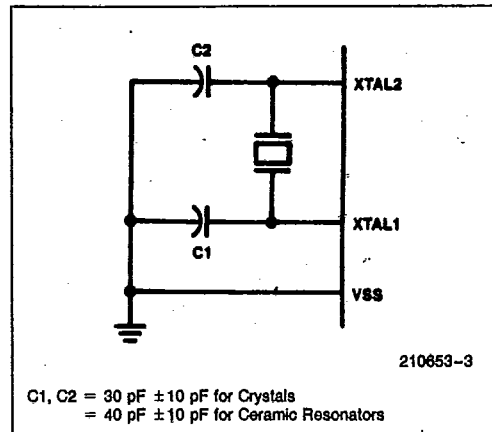 C2
XTAL2
XTAL1
C1
VSS
210653-3
C1, C2 = 30 pF ±10 pF for Crystals
= 40 pF ±10 pF for Ceramic Resonators